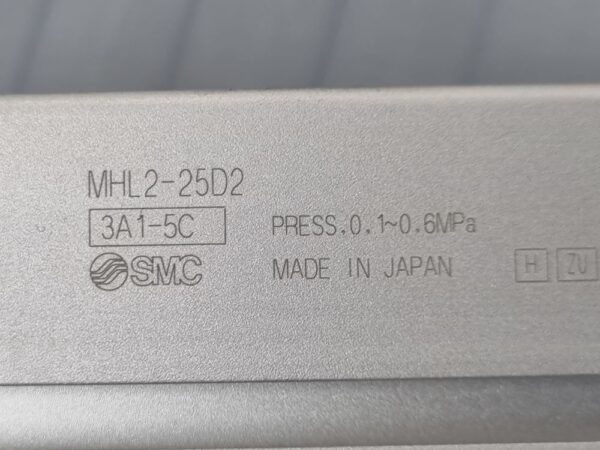 MHL2-25D2
3A1-5C PRESS.0.1~0.6MPa
SMC MADE IN JAPAN H ZU